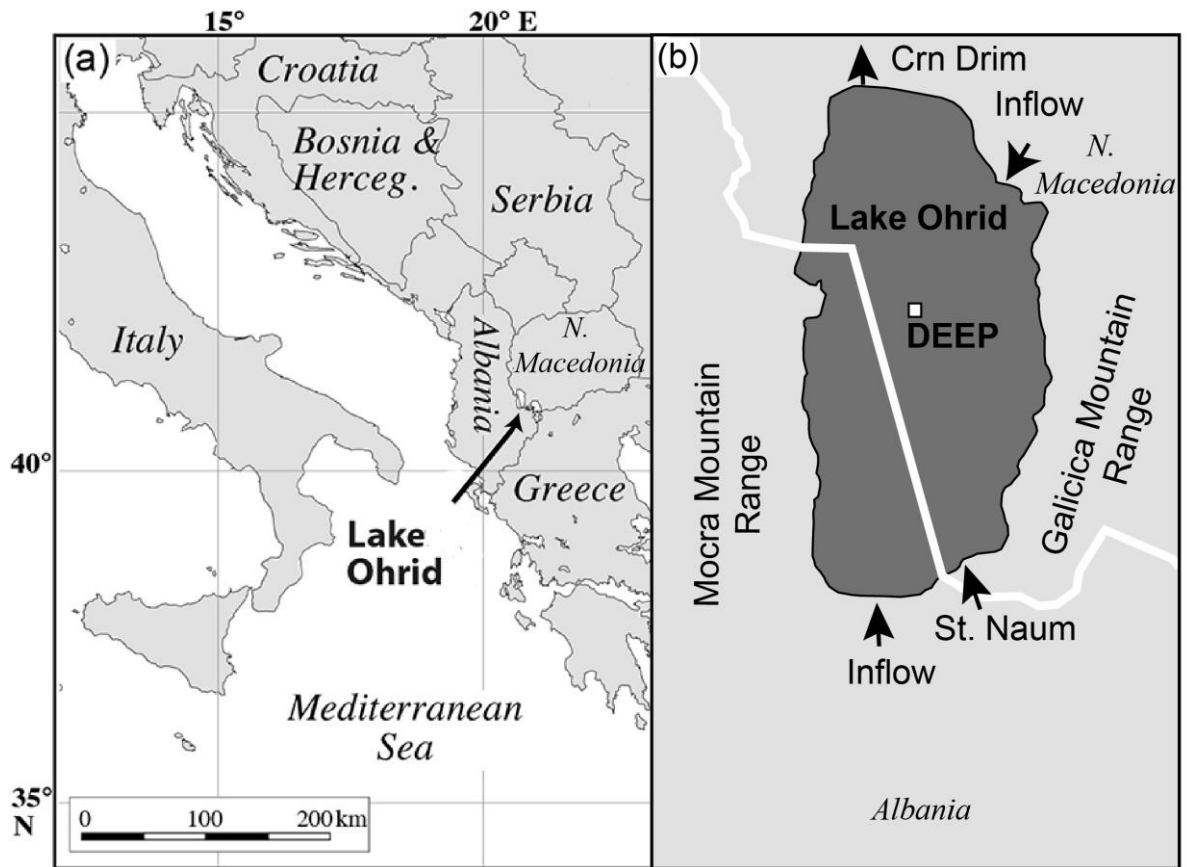 15°
20° E
(a)
Croatia
Bosnia &
Herceg.
Serbia
Italy
Albania
N.
Macedonia
40°
Greece
Lake
Ohrid
Mediterranean
Sea
35°
N
0 100 200 km
(b)
Crn Drim
Inflow
N.
Macedonia
Lake Ohrid
DEEP
Mocra Mountain
Range
Galicica Mountain
Range
St. Naum
Inflow
Albania